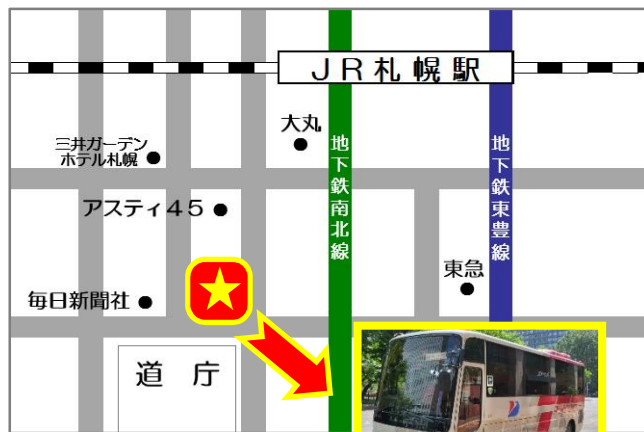 JR札幌駅
大丸
三井ガーデン
ホテル札幌
地下鉄南北線
地下鉄東豊線
アスティ45
東急
毎日新聞社
道庁